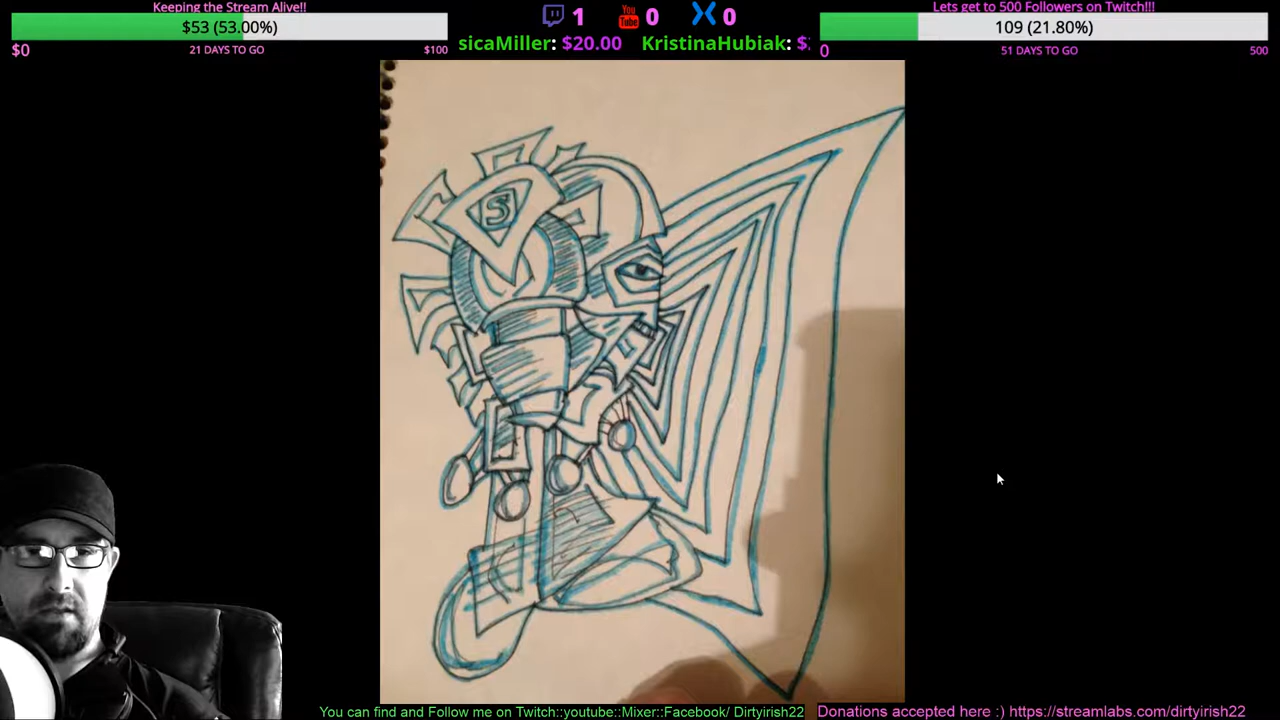 Keeping the Stream Alive!!
$53 (53.00%)
$0
21 DAYS TO GO
$100
1
You Tube
0
0
sicaMiller: $20.00 KristinaHubiak: $
Lets get to 500 Followers on Twitch!!!
109 (21.80%)
0
51 DAYS TO GO
500
S
You can find and Follow me on Twitch::youtube::Mixer::Facebook/ Dirtyirish22
Donations accepted here :) https://streamlabs.com/dirtyirish22